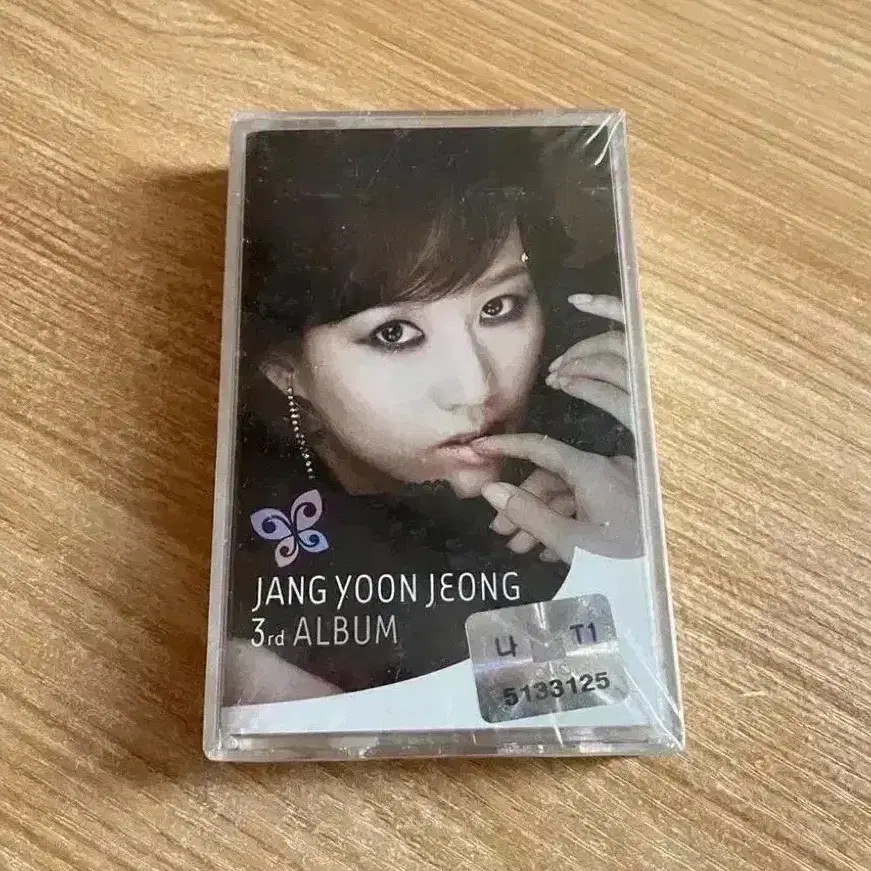 JANG YOON JEONG
3rd ALBUM
나 T1
5133125